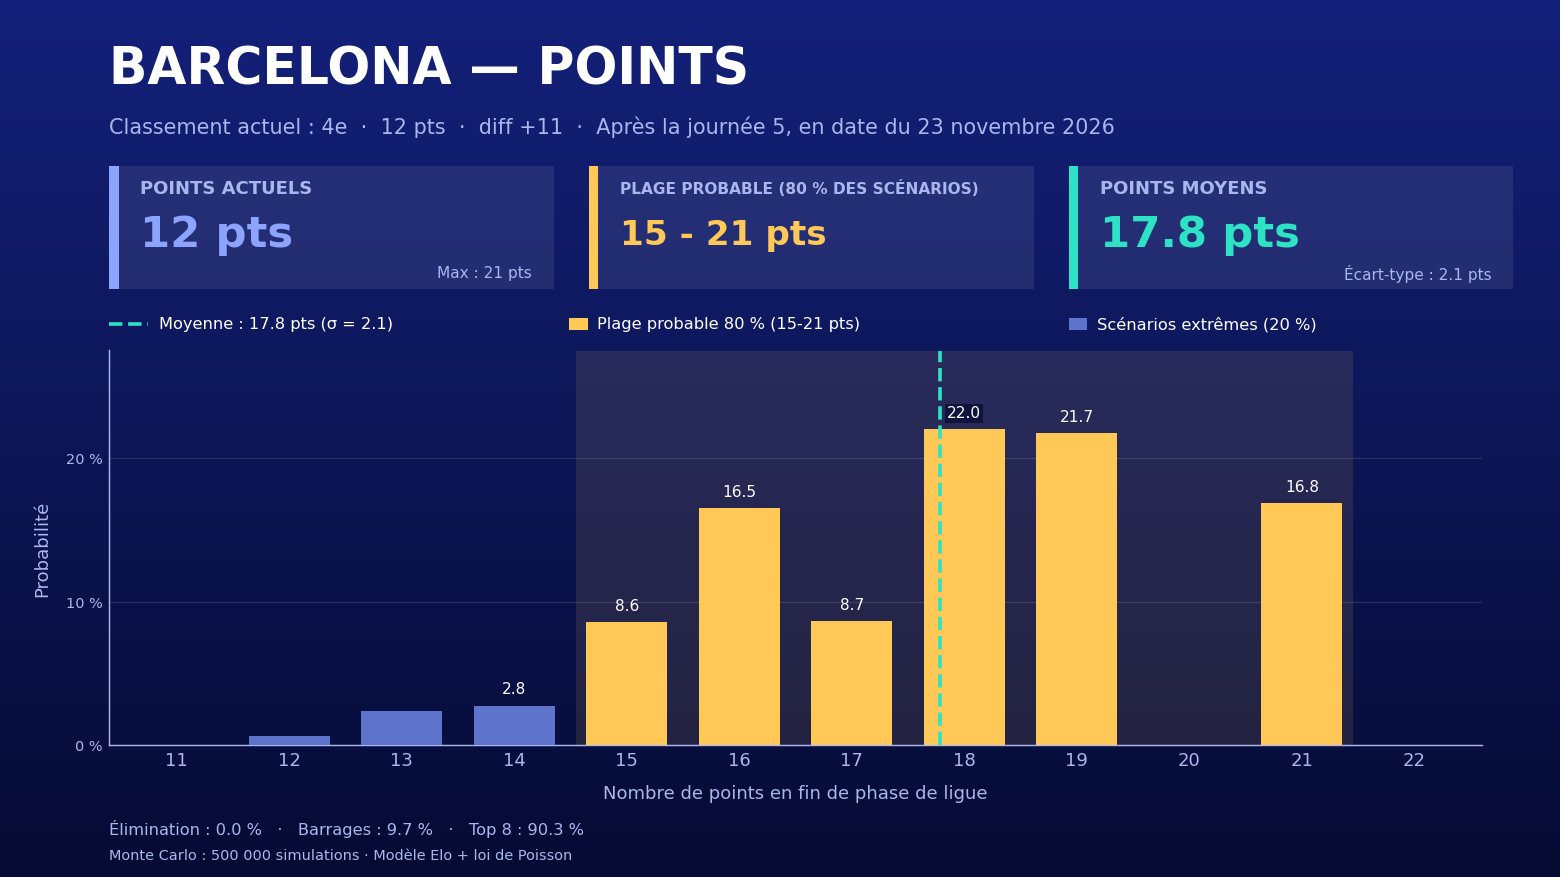 BARCELONA — POINTS
Classement actuel : 4e · 12 pts · diff +11 · Après la journée 5, en date du 23 novembre 2026
POINTS ACTUELS
12 pts
Max : 21 pts
PLAGE PROBABLE (80 % DES SCÉNARIOS)
15 - 21 pts
POINTS MOYENS
17.8 pts
Écart-type : 2.1 pts
Moyenne : 17.8 pts (σ = 2.1)
Plage probable 80 % (15-21 pts)
Scénarios extrêmes (20 %)
Probabilité
20 %
10 %
0 %
2.8
8.6
16.5
8.7
22.0
21.7
16.8
11 12 13 14 15 16 17 18 19 20 21 22
Nombre de points en fin de phase de ligue
Élimination : 0.0 % · Barrages : 9.7 % · Top 8 : 90.3 %
Monte Carlo : 500 000 simulations · Modèle Elo + loi de Poisson